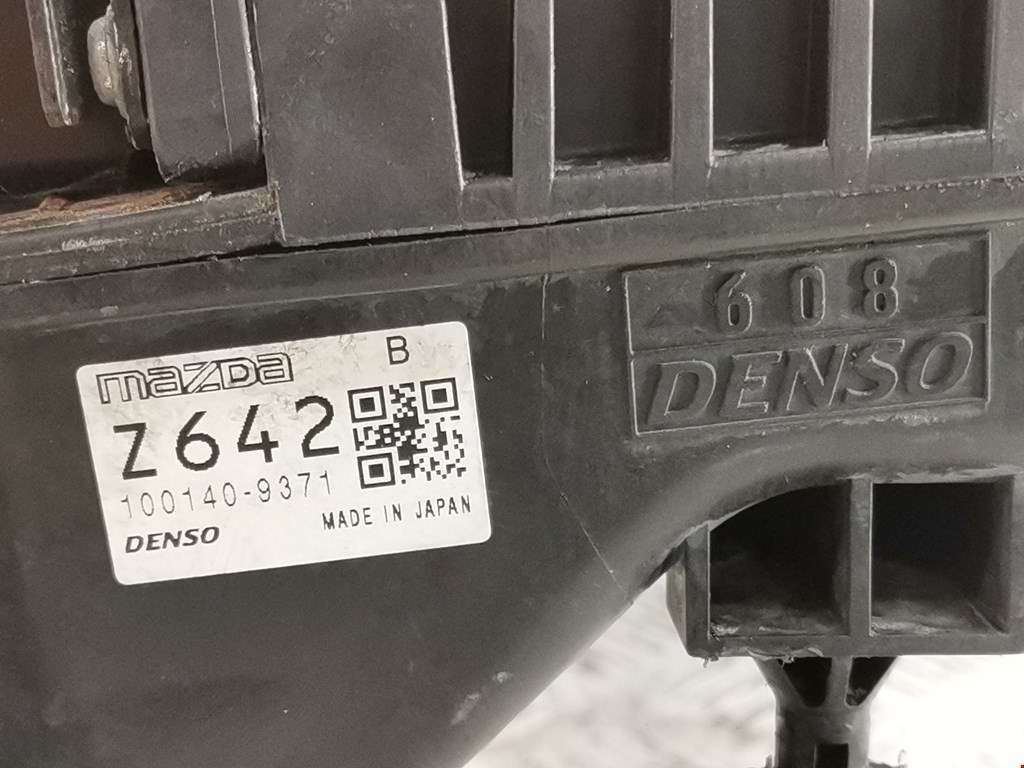 mazda B
Z642
100140-9371
DENSO MADE IN JAPAN
608
DENSO